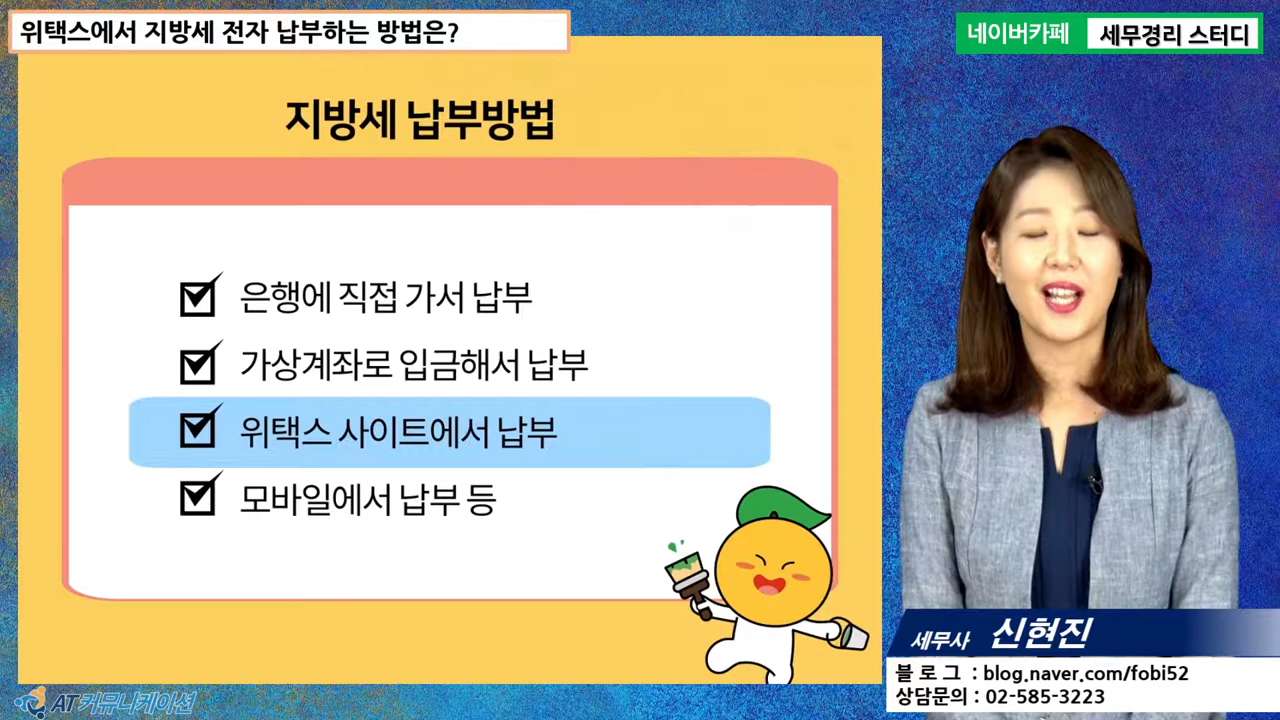 위택스에서 지방세 전자 납부하는 방법은?
네이버카페 세무경리 스터디
지방세 납부방법
은행에 직접 가서 납부
가상계좌로 입금해서 납부
위택스 사이트에서 납부
모바일에서 납부 등
세무사 신현진
블 로 그 : blog.naver.com/fobi52
상담문의 : 02-585-3223
AT커뮤니케이션